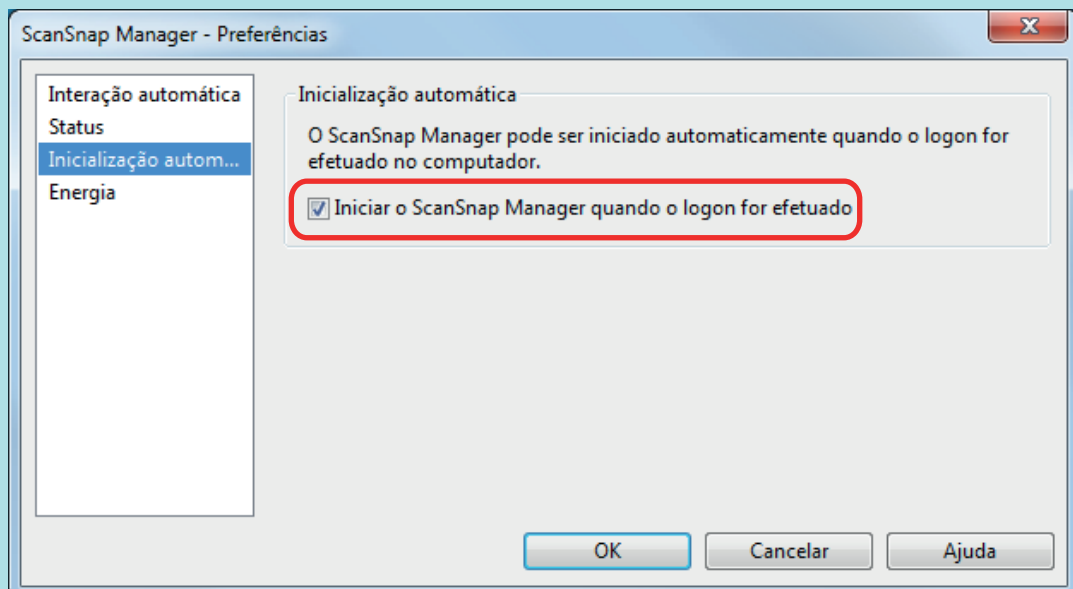 ScanSnap Manager - Preferências
Interação automática
Status
Inicialização autom...
Energia
Inicialização automática
O ScanSnap Manager pode ser iniciado automaticamente quando o logon for
efetuado no computador.
Iniciar o ScanSnap Manager quando o logon for efetuado
OK
Cancelar
Ajuda